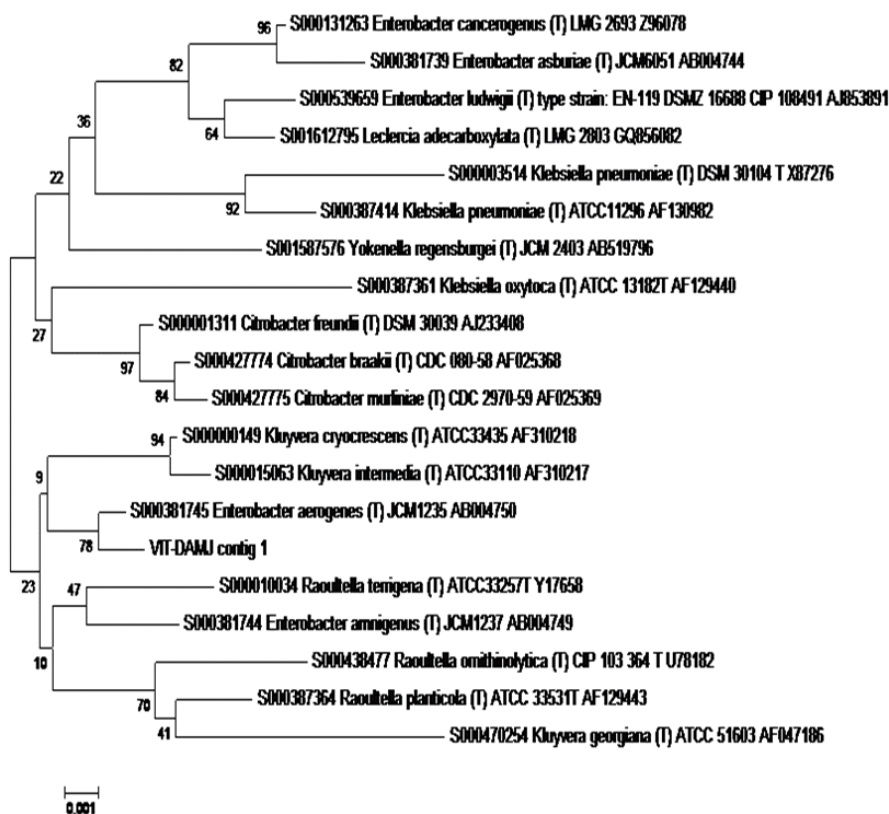 96 S000131263 Enterobacter cancerogenus (T) LMG 2693 Z96078
S000381739 Enterobacter asburiae (T) JCM6051 AB004744
82
S000539659 Enterobacter ludwigii (T) type strain: EN-119 DSMZ 16688 CIP 108491 AJ853891
36
64 S001612795 Leclercia adecarboxylata (T) LMG 2803 GQ856082
S000003514 Klebsiella pneumoniae (T) DSM 30104 T X87276
22
92 S000387414 Klebsiella pneumoniae (T) ATCC11296 AF130982
S001587576 Yokenella regensburgei (T) JCM 2403 AB519796
S000387361 Klebsiella oxytoca (T) ATCC 13182T AF129440
27 S000001311 Citrobacter freundii (T) DSM 30039 AJ233408
97 S000427774 Citrobacter braakii (T) CDC 080-58 AF025368
84 S000427775 Citrobacter murliniae (T) CDC 2970-59 AF025369
94 S000000149 Kluyvera cryocrescens (T) ATCC33435 AF310218
9 S000015063 Kluyvera intermedia (T) ATCC33110 AF310217
S000381745 Enterobacter aerogenes (T) JCM1235 AB004750
78 VIT-DAMJ contig 1
23
47 S000010034 Raoultella terrigena (T) ATCC33257T Y17658
S000381744 Enterobacter amnigenus (T) JCM1237 AB004749
10 S000438477 Raoultella ornithinolytica (T) CIP 103 364 T U78182
70 S000387364 Raoultella planticola (T) ATCC 33531T AF129443
41 S000470254 Kluyvera georgiana (T) ATCC 51603 AF047186
0.001